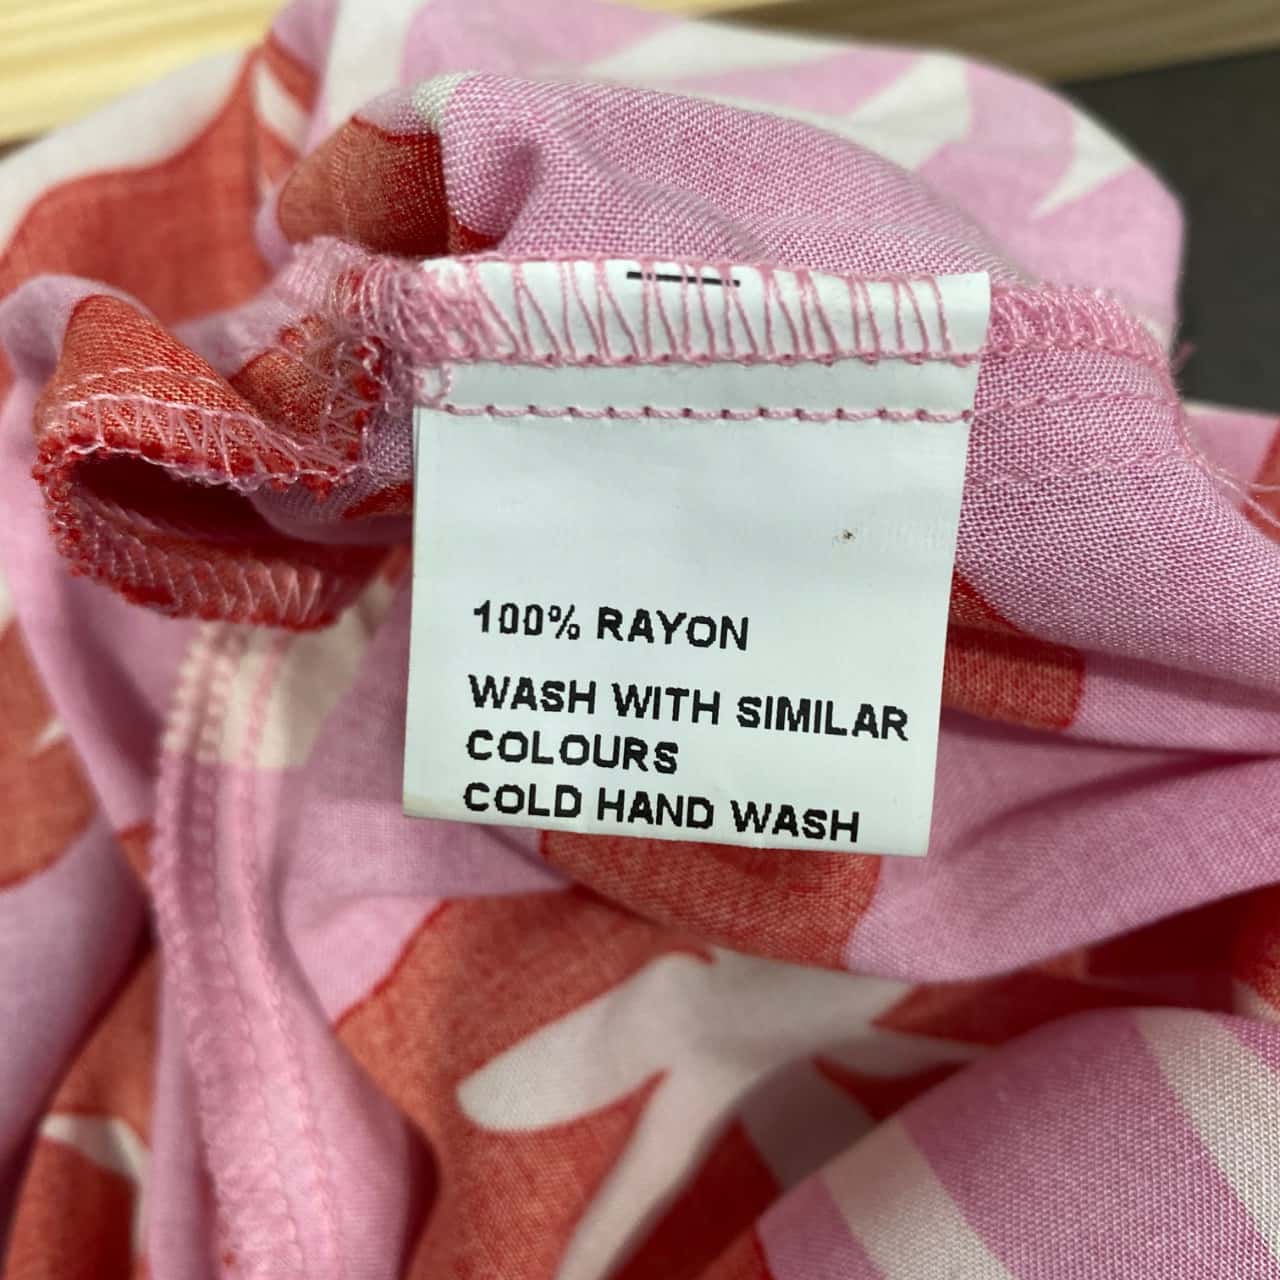 100% RAYON
WASH WITH SIMILAR
COLOURS
COLD HAND WASH